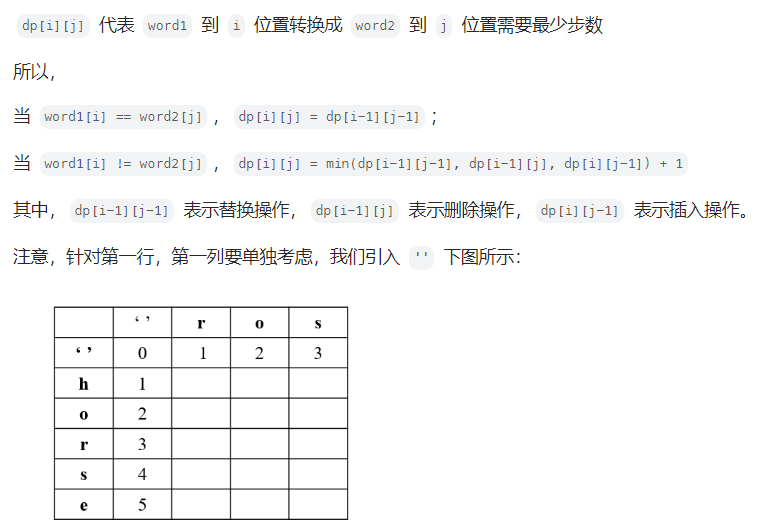 dp[i][j] 代表 word1 到 i 位置转换成 word2 到 j 位置需要最少步数
所以，
当 word1[i] == word2[j] ，dp[i][j] = dp[i-1][j-1] ；
当 word1[i] != word2[j] ，dp[i][j] = min(dp[i-1][j-1], dp[i-1][j], dp[i][j-1]) + 1
其中，dp[i-1][j-1] 表示替换操作，dp[i-1][j] 表示删除操作，dp[i][j-1] 表示插入操作。
注意，针对第一行，第一列要单独考虑，我们引入 '' 下图所示：
‘ ’ r o s
‘ ’ 0 1 2 3
h 1
o 2
r 3
s 4
e 5